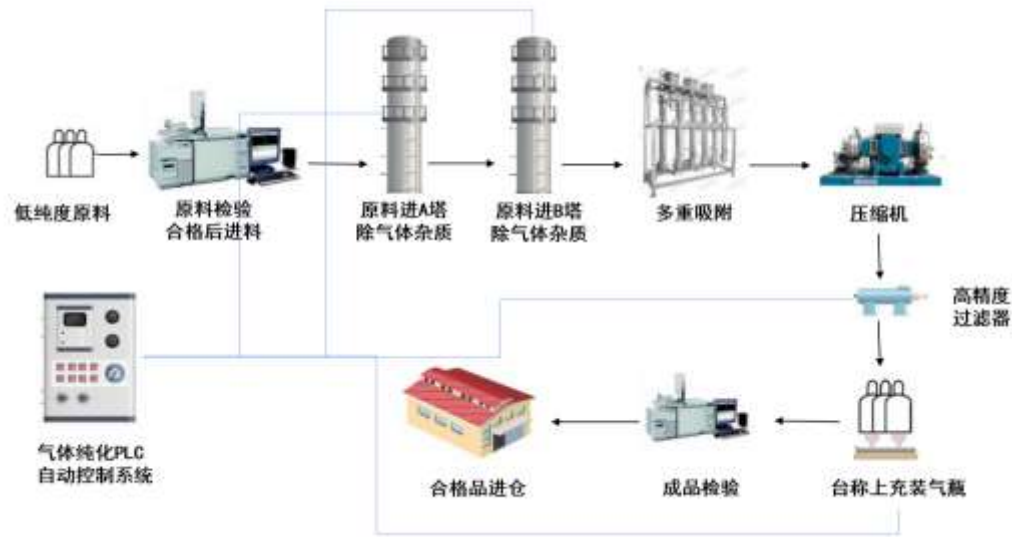 低纯度原料
原料检验
合格后进料
原料进A塔
除气体杂质
原料进B塔
除气体杂质
多重吸附
压缩机
高精度
过滤器
气体纯化PLC
自动控制系统
合格品进仓
成品检验
台称上充装气瓶